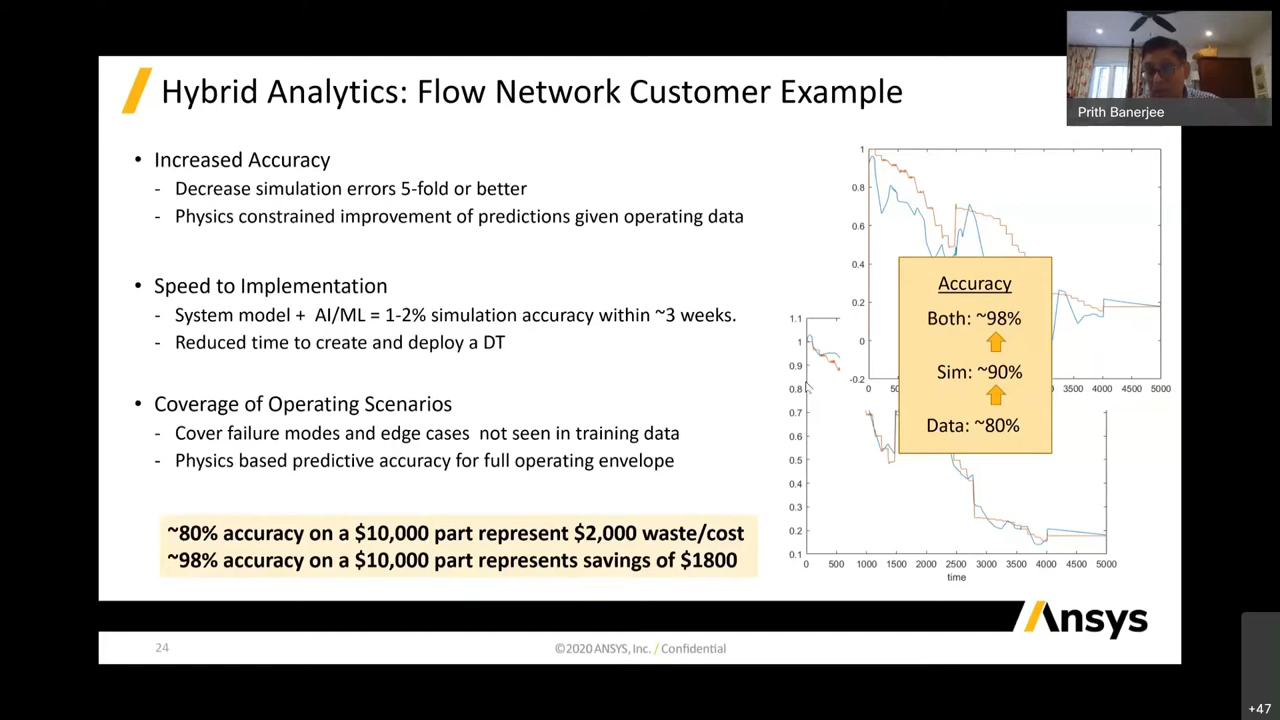 Hybrid Analytics: Flow Network Customer Example
Prith Banerjee
• Increased Accuracy
- Decrease simulation errors 5-fold or better
- Physics constrained improvement of predictions given operating data
• Speed to Implementation
- System model + AI/ML = 1-2% simulation accuracy within ~3 weeks.
- Reduced time to create and deploy a DT
• Coverage of Operating Scenarios
- Cover failure modes and edge cases not seen in training data
- Physics based predictive accuracy for full operating envelope
~80% accuracy on a $10,000 part represent $2,000 waste/cost
~98% accuracy on a $10,000 part represents savings of $1800
1
0.8
0.6
0.4
0.2
0
-0.2
0
3500 4000 4500 5000
Accuracy
Both: ~98%
Sim: ~90%
Data: ~80%
1.1
1
0.9
0.8
0.7
0.6
0.5
0.4
0.3
0.2
0.1
0 500 1000 1500 2000 2500 3000 3500 4000 4500 5000
time
Ansys
24
©2020 ANSYS, Inc. / Confidential
+47